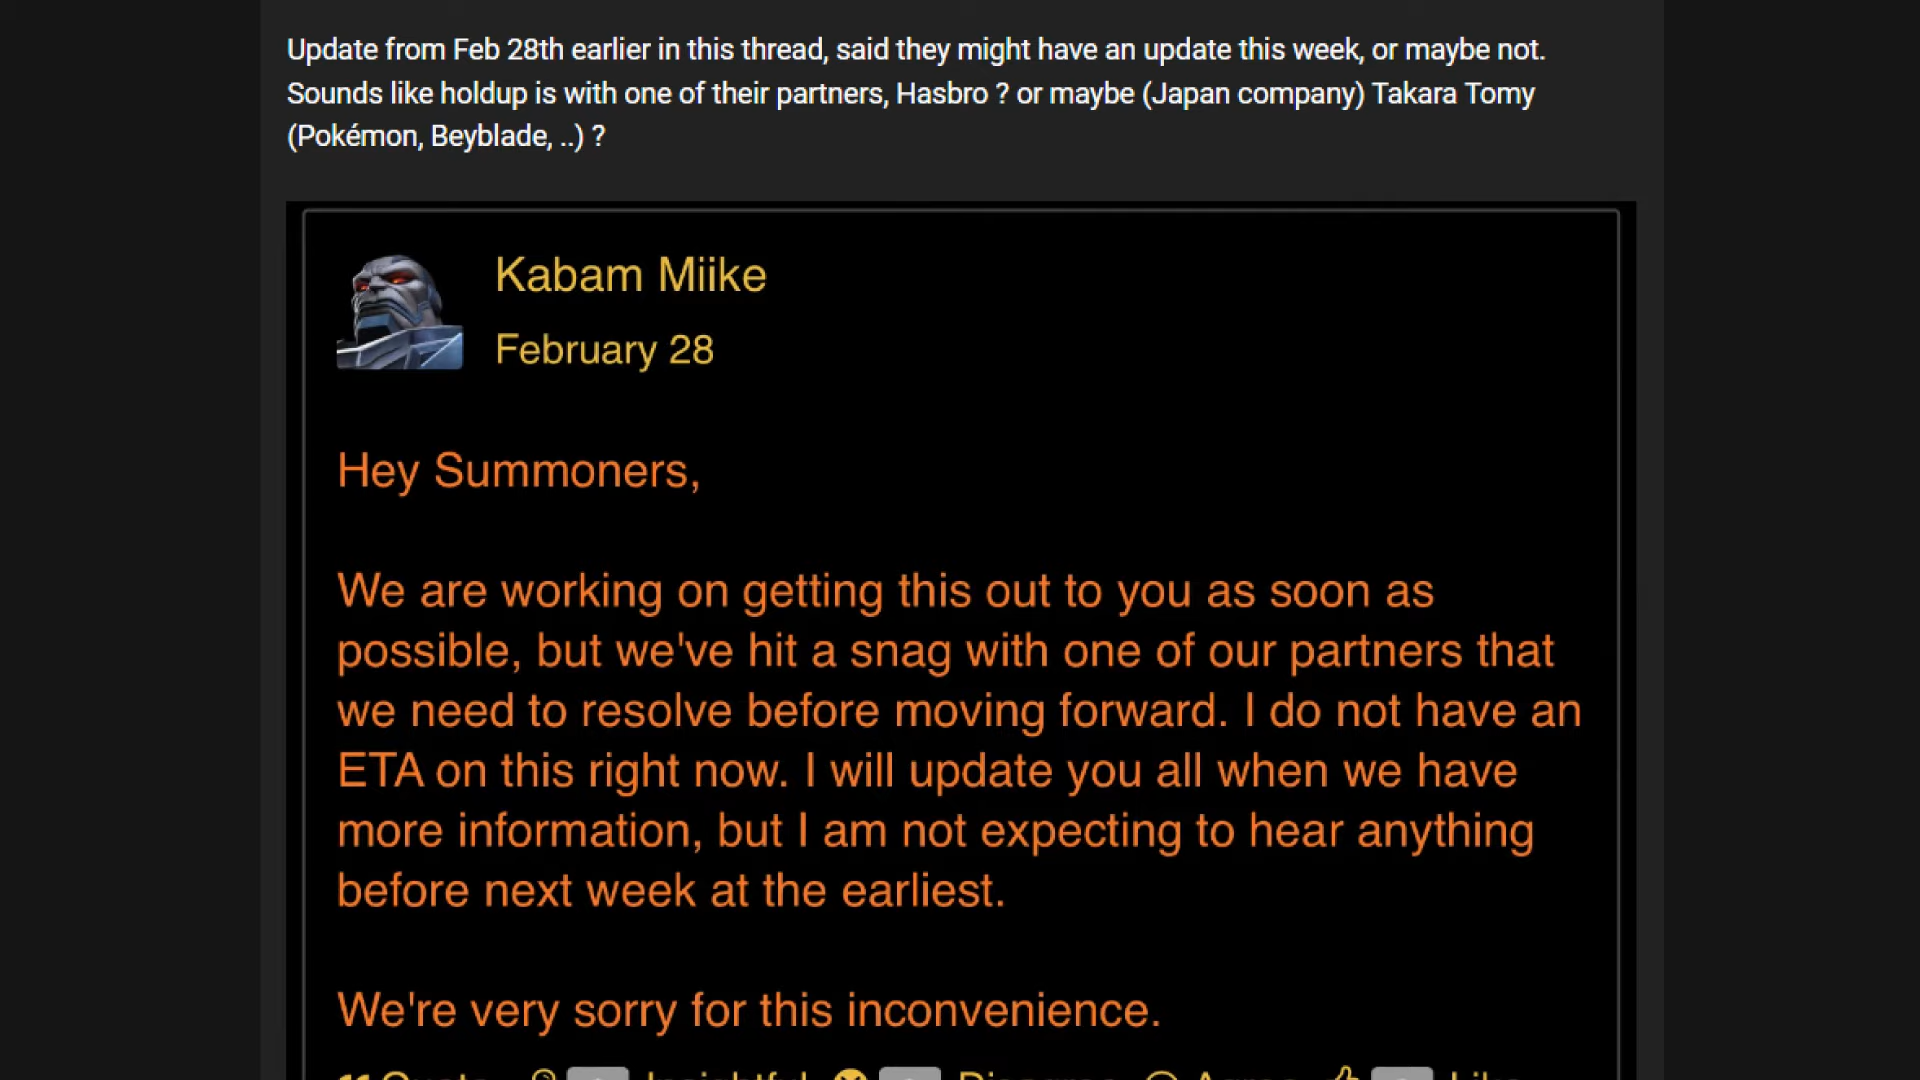 Update from Feb 28th earlier in this thread, said they might have an update this week, or maybe not.
Sounds like holdup is with one of their partners, Hasbro ? or maybe (Japan company) Takara Tomy
(Pokémon, Beyblade, ..) ?
Kabam Miike
February 28
Hey Summoners,
We are working on getting this out to you as soon as
possible, but we've hit a snag with one of our partners that
we need to resolve before moving forward. I do not have an
ETA on this right now. I will update you all when we have
more information, but I am not expecting to hear anything
before next week at the earliest.
We're very sorry for this inconvenience.
Quote Insightful Disagree Agree Like